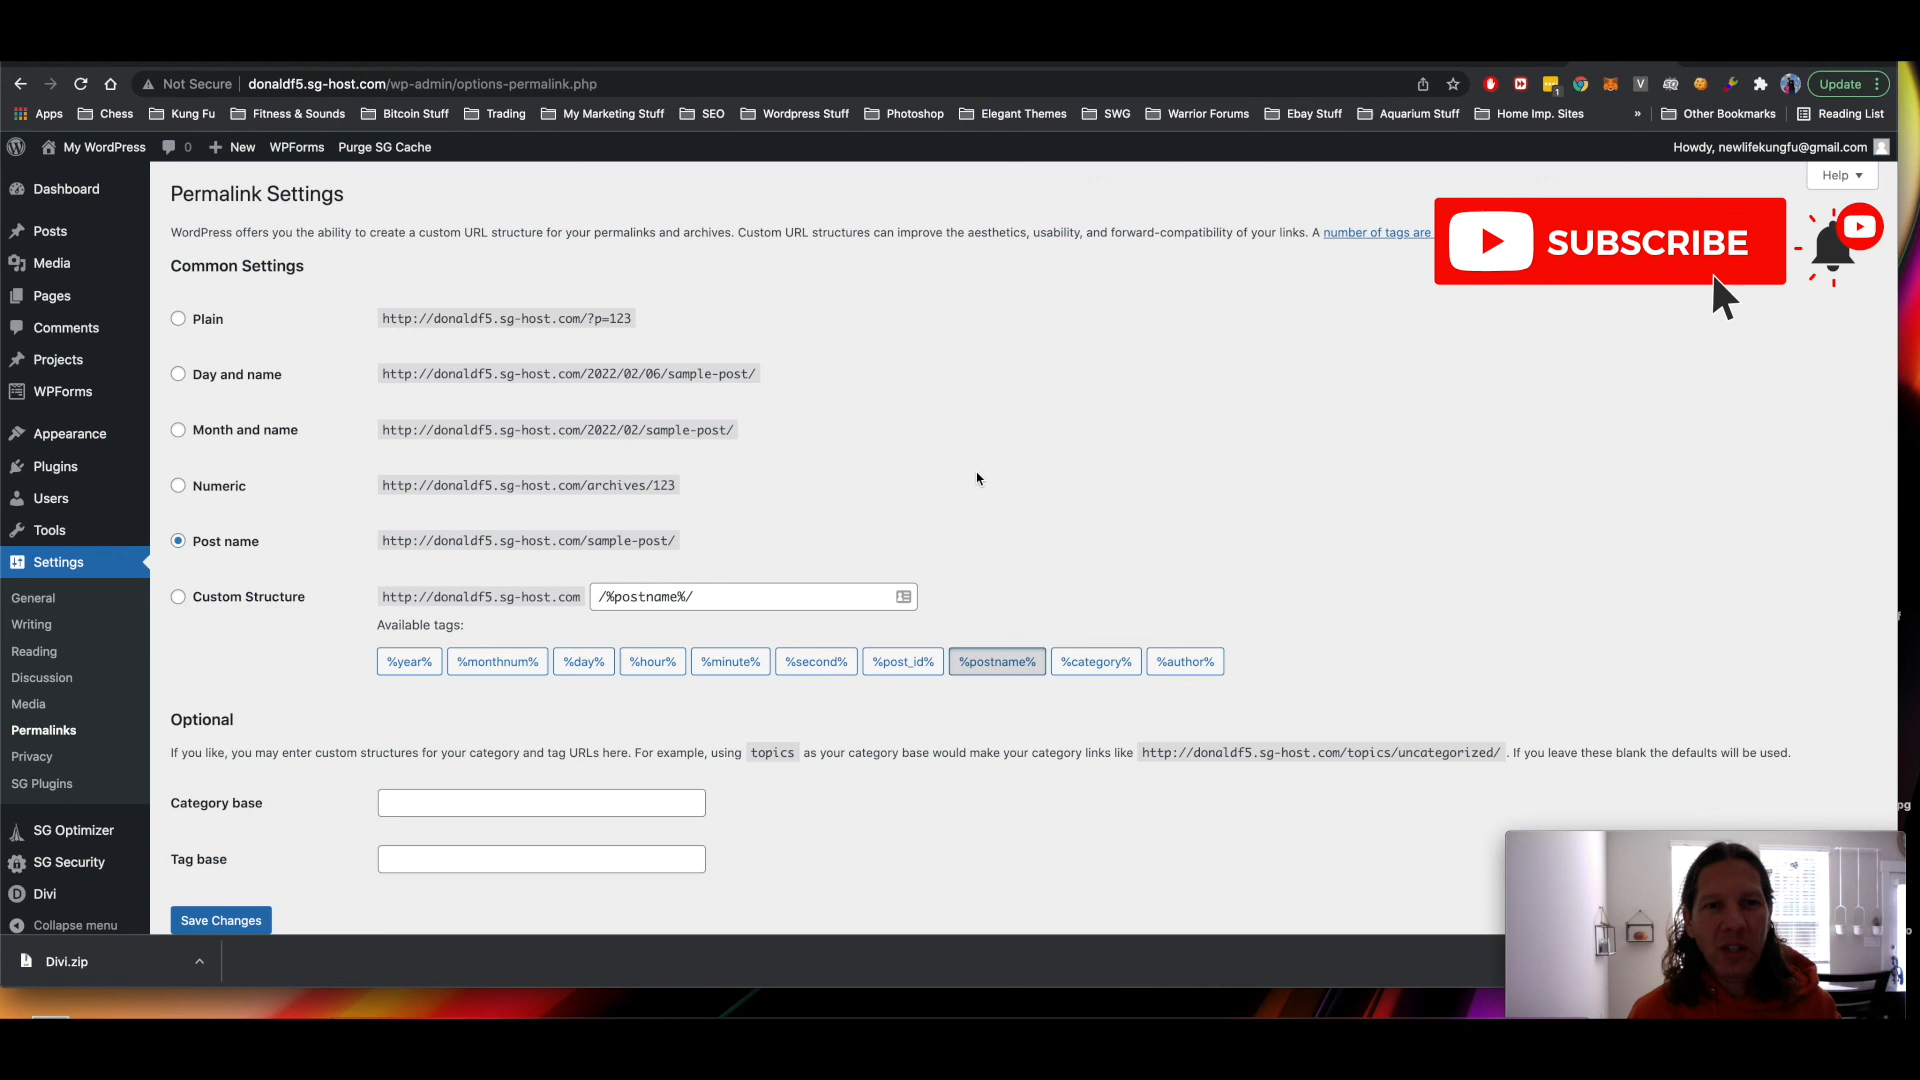 Not Secure
donaldf5.sg-host.com/wp-admin/options-permalink.php
Update
Apps
Chess
Kung Fu
Fitness & Sounds
Bitcoin Stuff
Trading
My Marketing Stuff
SEO
Wordpress Stuff
Photoshop
Elegant Themes
SWG
Warrior Forums
Ebay Stuff
Aquarium Stuff
Home Imp. Sites
»
Other Bookmarks
Reading List
My WordPress
0
New
WPForms
Purge SG Cache
Howdy, newlifekungfu@gmail.com
Help
Dashboard
Posts
Media
Pages
Comments
Projects
WPForms
Appearance
Plugins
Users
Tools
Settings
General
Writing
Reading
Discussion
Media
Permalinks
Privacy
SG Plugins
SG Optimizer
SG Security
Divi
Collapse menu
Permalink Settings
WordPress offers you the ability to create a custom URL structure for your permalinks and archives. Custom URL structures can improve the aesthetics, usability, and forward-compatibility of your links. A number of tags are
SUBSCRIBE
Common Settings
Plain
http://donaldf5.sg-host.com/?p=123
Day and name
http://donaldf5.sg-host.com/2022/02/06/sample-post/
Month and name
http://donaldf5.sg-host.com/2022/02/sample-post/
Numeric
http://donaldf5.sg-host.com/archives/123
Post name
http://donaldf5.sg-host.com/sample-post/
Custom Structure
http://donaldf5.sg-host.com
/%postname%/
Available tags:
%year%
%monthnum%
%day%
%hour%
%minute%
%second%
%post_id%
%postname%
%category%
%author%
Optional
If you like, you may enter custom structures for your category and tag URLs here. For example, using topics as your category base would make your category links like http://donaldf5.sg-host.com/topics/uncategorized/ . If you leave these blank the defaults will be used.
Category base
Tag base
Save Changes
Divi.zip